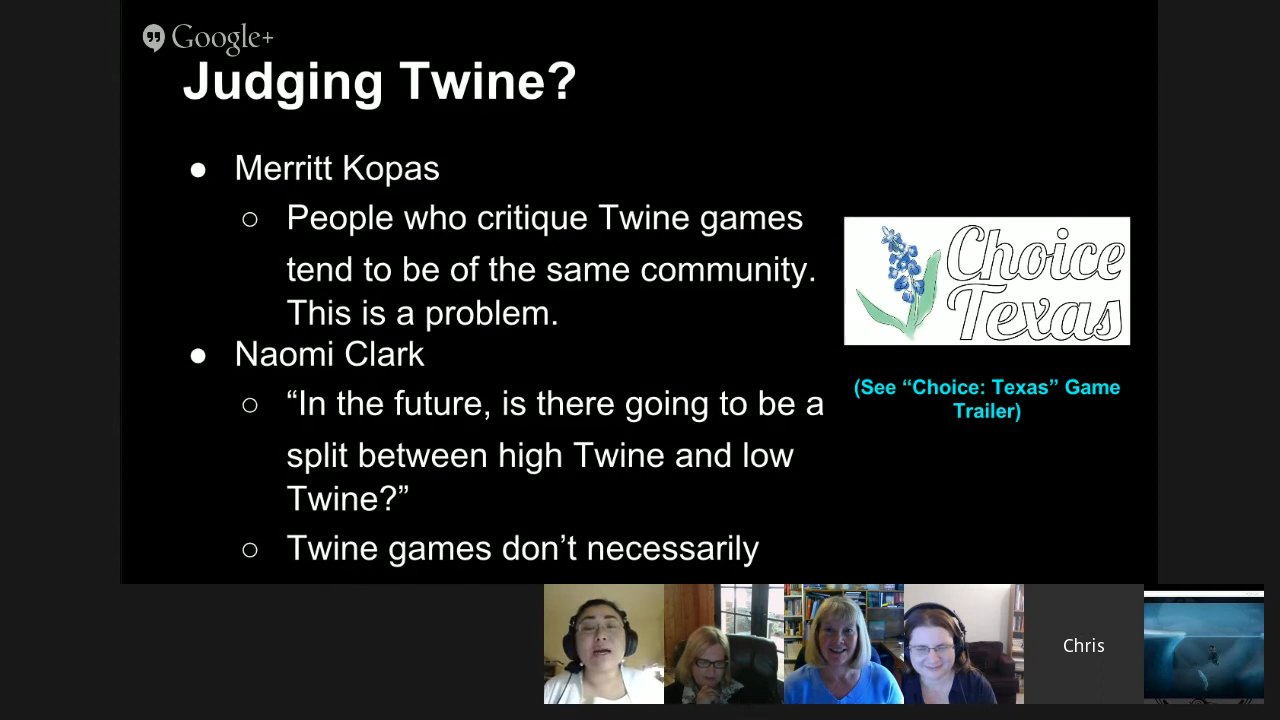 Google+
Judging Twine?
● Merritt Kopas
○ People who critique Twine games
tend to be of the same community.
This is a problem.
● Naomi Clark
○ “In the future, is there going to be a
split between high Twine and low
Twine?”
○ Twine games don’t necessarily
Choice
Texas
(See “Choice: Texas” Game
Trailer)
Chris